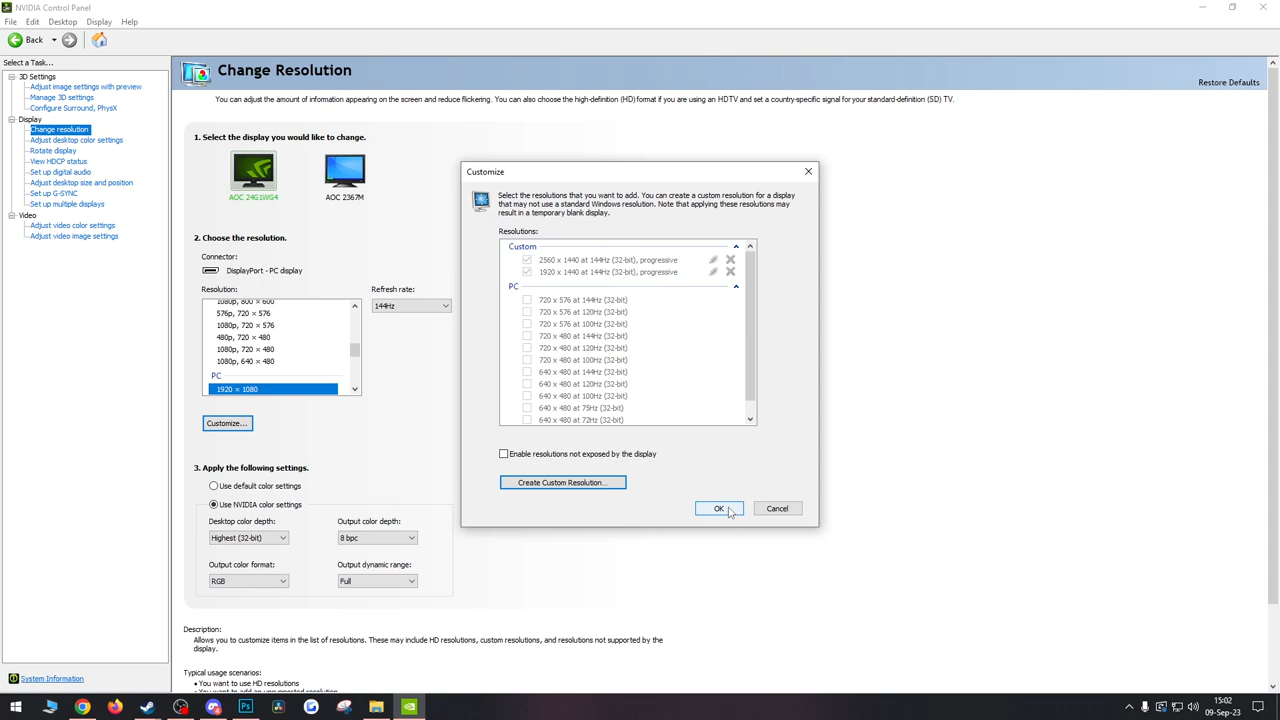 NVIDIA Control Panel
File Edit Desktop Display Help
Back
Select a Task...
3D Settings
Adjust image settings with preview
Manage 3D settings
Configure Surround, PhysX
Display
Change resolution
Adjust desktop color settings
Rotate display
View HDCP status
Set up digital audio
Adjust desktop size and position
Set up G-SYNC
Set up multiple displays
Video
Adjust video color settings
Adjust video image settings
System Information
Change Resolution
Restore Defaults
You can adjust the amount of information appearing on the screen and reduce flickering. You can also choose the high-definition (HD) format if you are using an HDTV and set a country-specific signal for your standard-definition (SD) TV.
1. Select the display you would like to change.
AOC 24G1WG4
AOC 2367M
2. Choose the resolution.
Connector:
DisplayPort - PC display
Resolution:
Refresh rate:
144Hz
1080p, 800 × 600
576p, 720 × 576
1080p, 720 × 576
480p, 720 × 480
1080p, 720 × 480
1080p, 640 × 480
PC
1920 × 1080
Customize...
3. Apply the following settings.
Use default color settings
Use NVIDIA color settings
Desktop color depth:
Output color depth:
Highest (32-bit)
8 bpc
Output color format:
Output dynamic range:
RGB
Full
Description:
Allows you to customize items in the list of resolutions. These may include HD resolutions, custom resolutions, and resolutions not supported by the
display.
Typical usage scenarios:
• You want to use HD resolutions
• You want to add an unsupported resolution
Customize
Select the resolutions that you want to add. You can create a custom resolution for a display
that may not use a standard Windows resolution. Note that applying these resolutions may
result in a temporary blank display.
Resolutions:
Custom
2560 x 1440 at 144Hz (32-bit), progressive
1920 x 1440 at 144Hz (32-bit), progressive
PC
720 x 576 at 144Hz (32-bit)
720 x 576 at 120Hz (32-bit)
720 x 576 at 100Hz (32-bit)
720 x 480 at 144Hz (32-bit)
720 x 480 at 120Hz (32-bit)
720 x 480 at 100Hz (32-bit)
640 x 480 at 144Hz (32-bit)
640 x 480 at 120Hz (32-bit)
640 x 480 at 100Hz (32-bit)
640 x 480 at 75Hz (32-bit)
640 x 480 at 72Hz (32-bit)
Enable resolutions not exposed by the display
Create Custom Resolution...
OK
Cancel
Ps
15:02
09-Sep-23